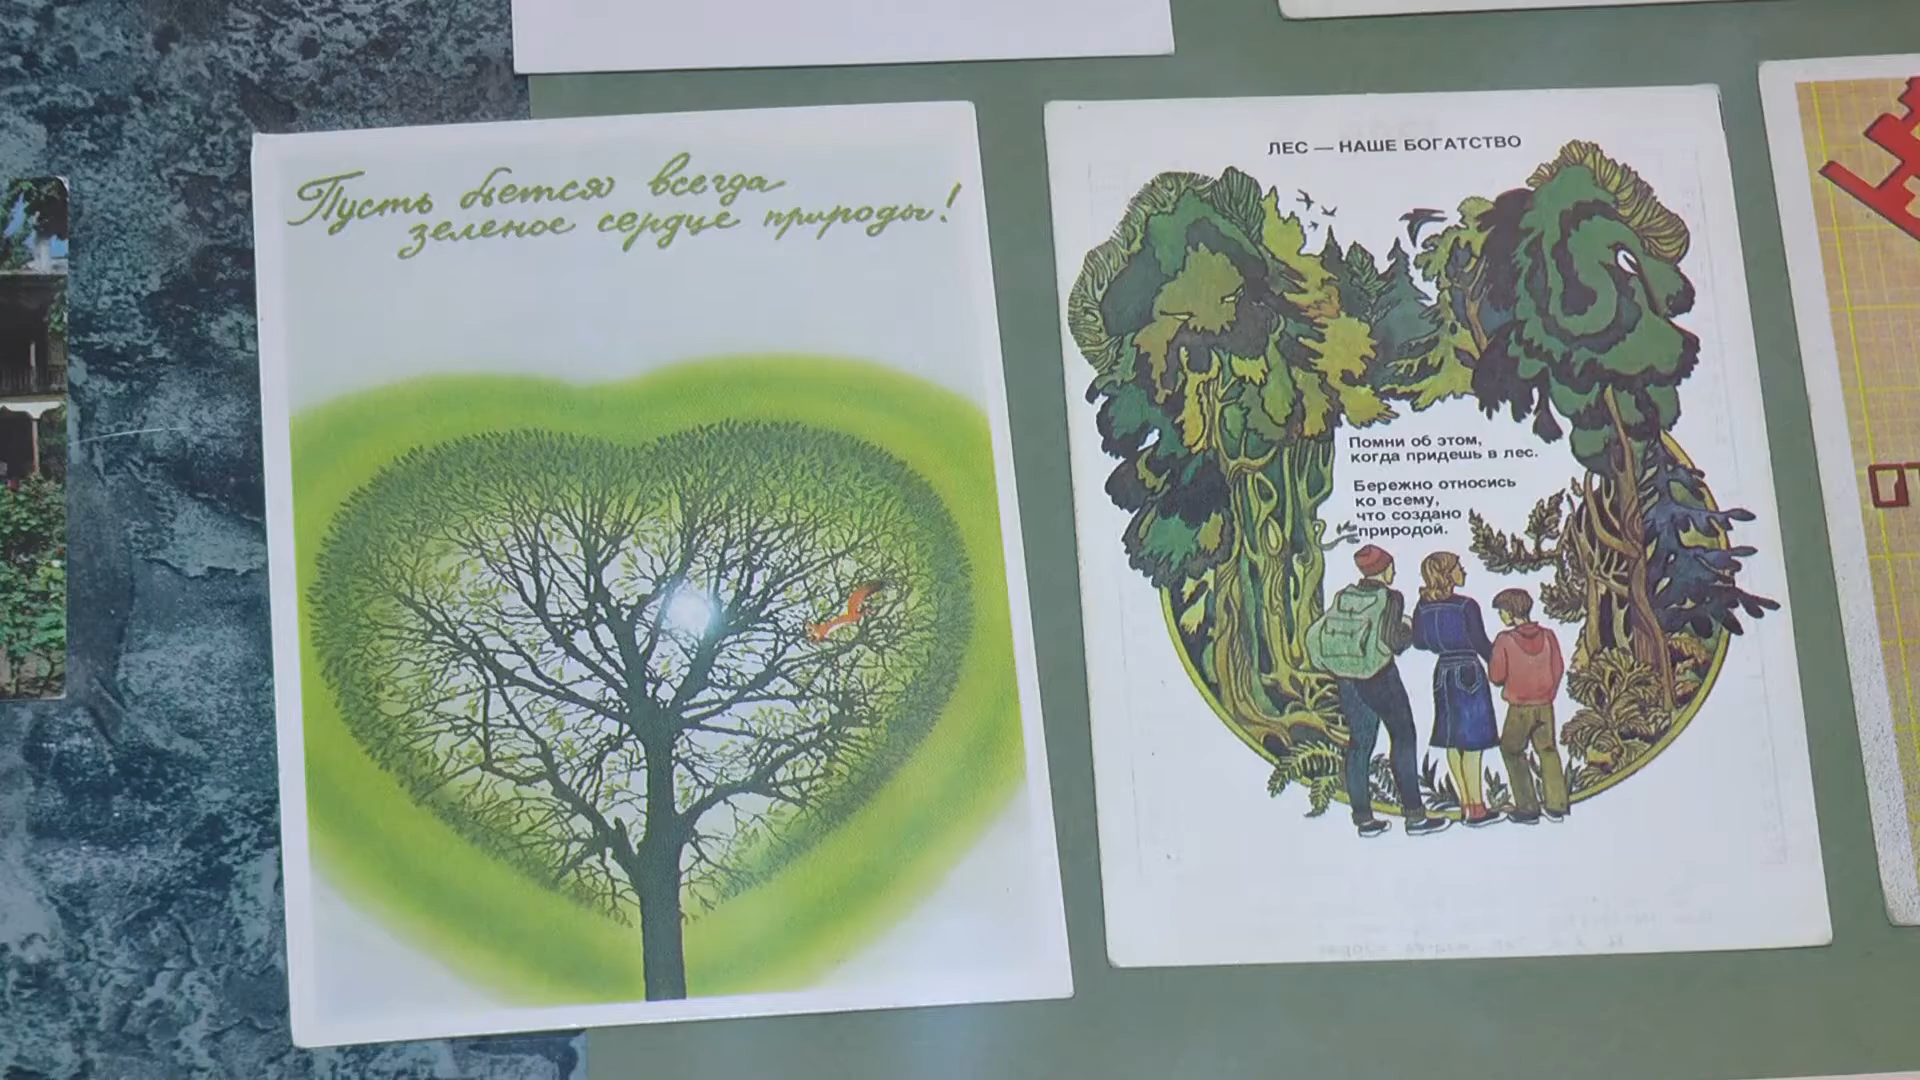 Пусть бьется всегда
зеленое сердце природы!
ЛЕС — НАШЕ БОГАТСТВО
Помни об этом,
когда придешь в лес.
Бережно относись
ко всему,
что создано
природой.